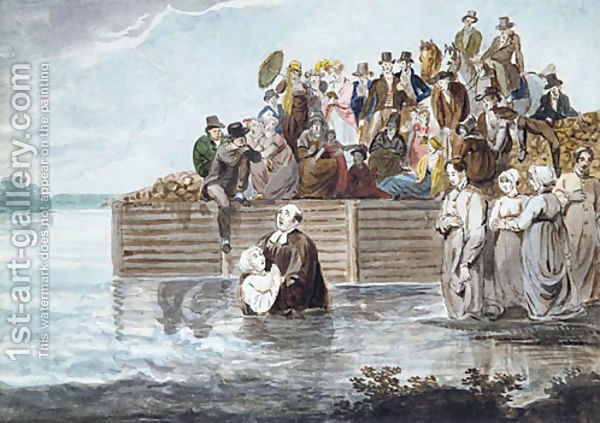 1st-art-gallery.com
This watermark does not appear on the painting